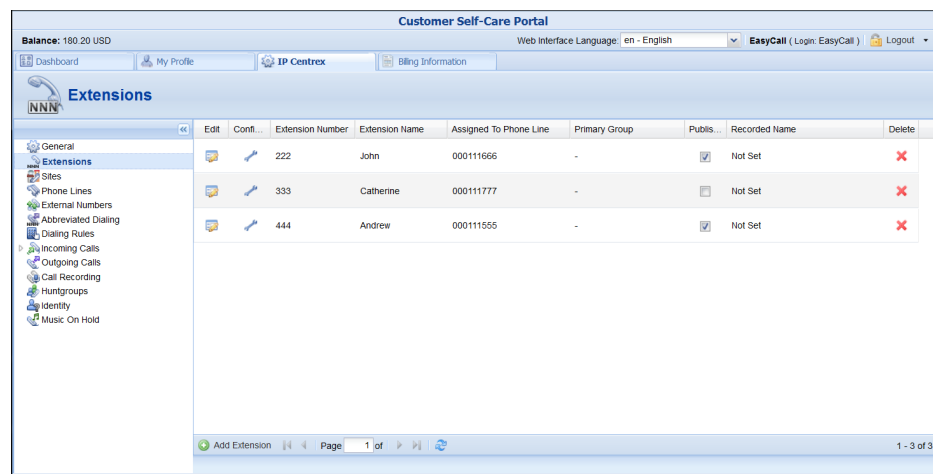 Customer Self-Care Portal
Balance: 180.20 USD Web Interface Language: en - English EasyCall ( Login: EasyCall ) Logout
Dashboard My Profile IP Centrex Billing Information
NNN Extensions
Edit Confi... Extension Number Extension Name Assigned To Phone Line Primary Group Publis... Recorded Name Delete
General
NNN Extensions
Sites
Phone Lines
External Numbers
Abbreviated Dialing
Dialing Rules
Incoming Calls
Outgoing Calls
Call Recording
Huntgroups
Identity
Music On Hold
222 John 000111666 - Not Set
333 Catherine 000111777 - Not Set
444 Andrew 000111555 - Not Set
Add Extension Page 1 of 1 - 3 of 3